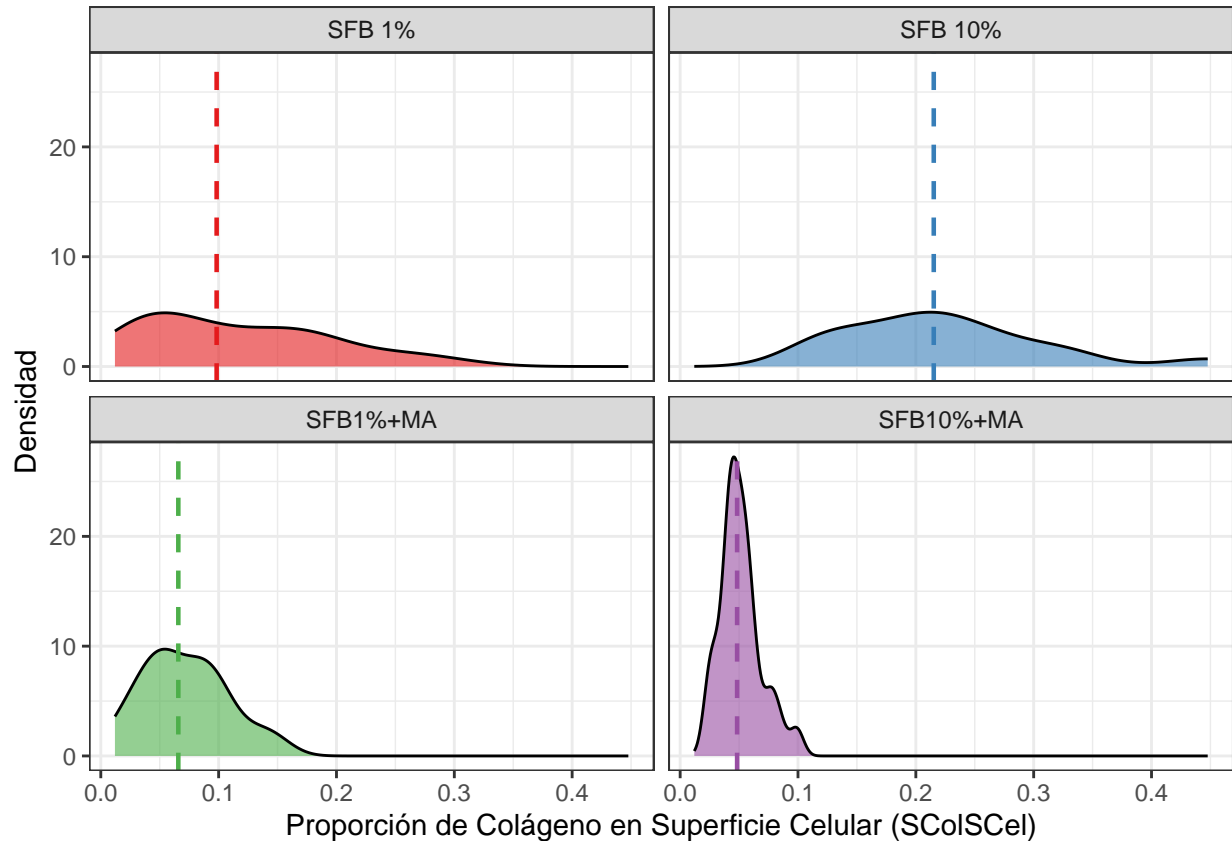 SFB 1%
SFB 10%
20
10
0
SFB1%+MA
SFB10%+MA
20
10
0
Densidad
0.0 0.1 0.2 0.3 0.4
0.0 0.1 0.2 0.3 0.4
Proporción de Colágeno en Superficie Celular (SColSCel)